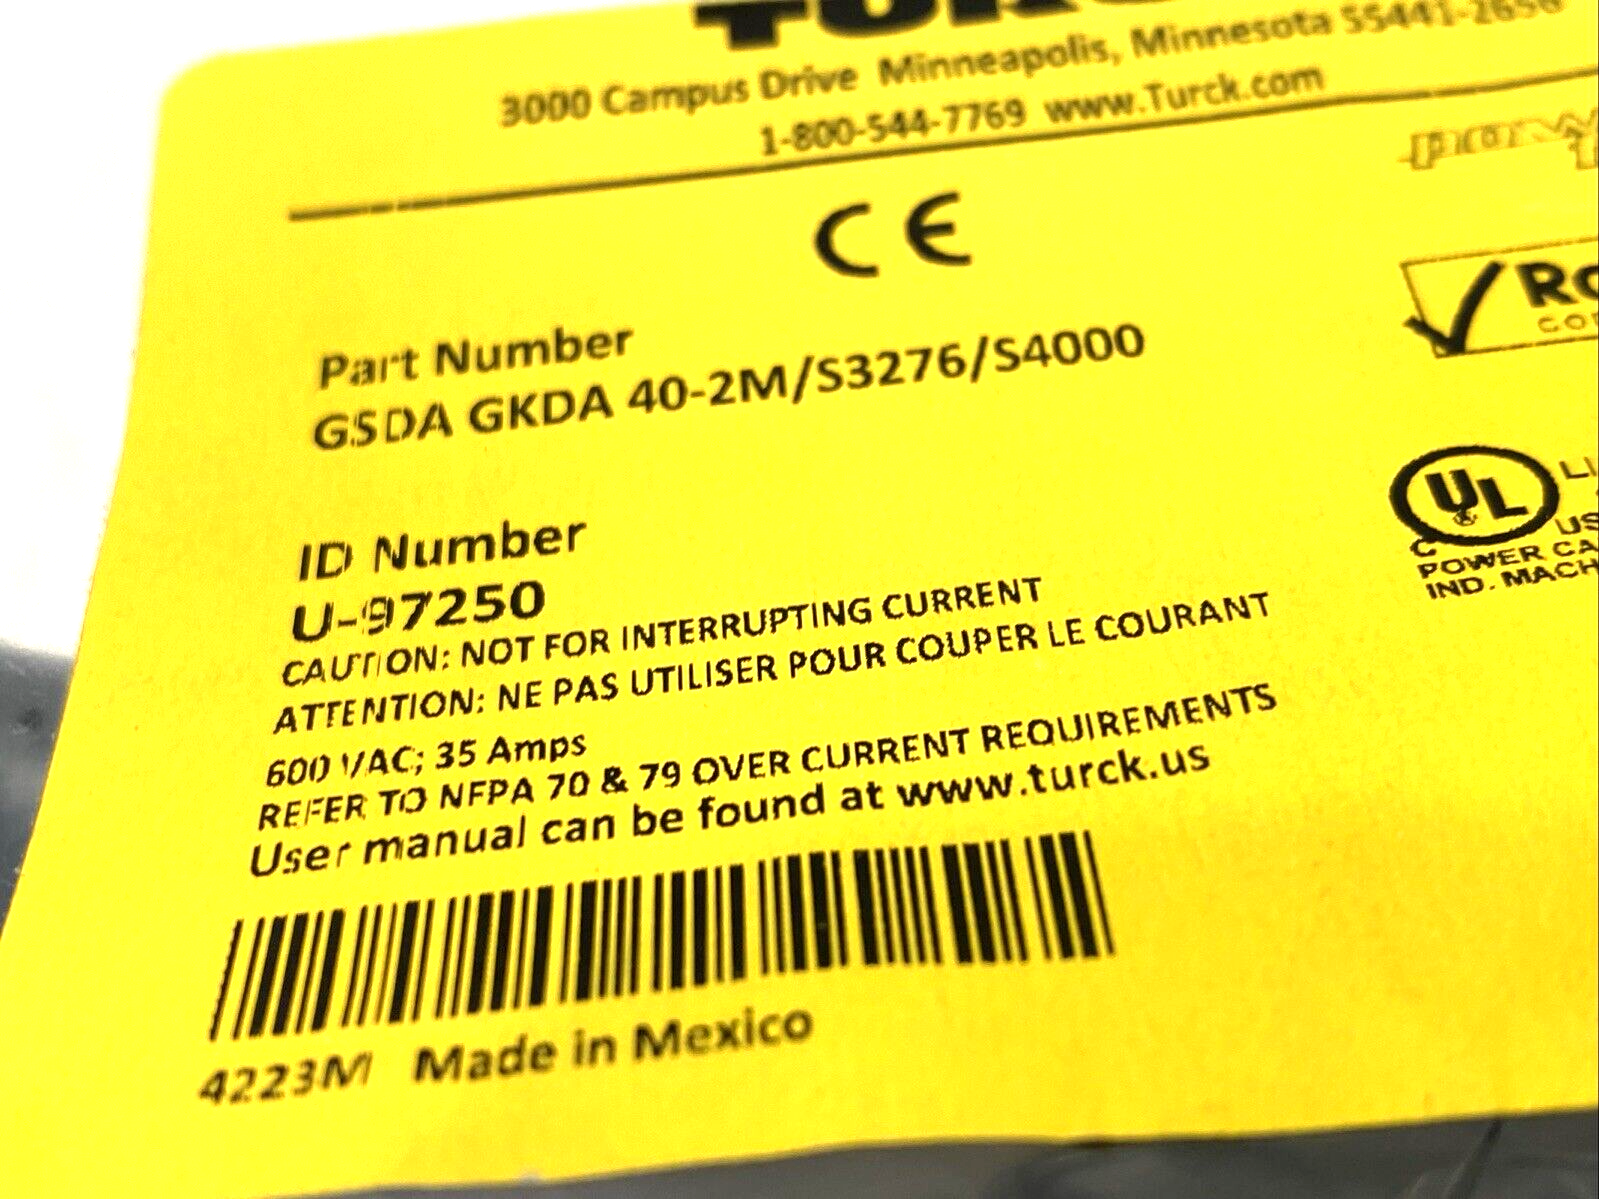 TURCK
3000 Campus Drive Minneapolis, Minnesota 55441-2656
1-800-544-7769 www.Turck.com
CE
Part Number
GSDA GKDA 40-2M/S3276/S4000
ID Number
U-97250
CAUTION: NOT FOR INTERRUPTING CURRENT
ATTENTION: NE PAS UTILISER POUR COUPER LE COURANT
600 VAC; 35 Amps
REFER TO NFPA 70 & 79 OVER CURRENT REQUIREMENTS
User manual can be found at www.turck.us
4223M Made in Mexico
UL
C US
POWER CA
IND. MACH